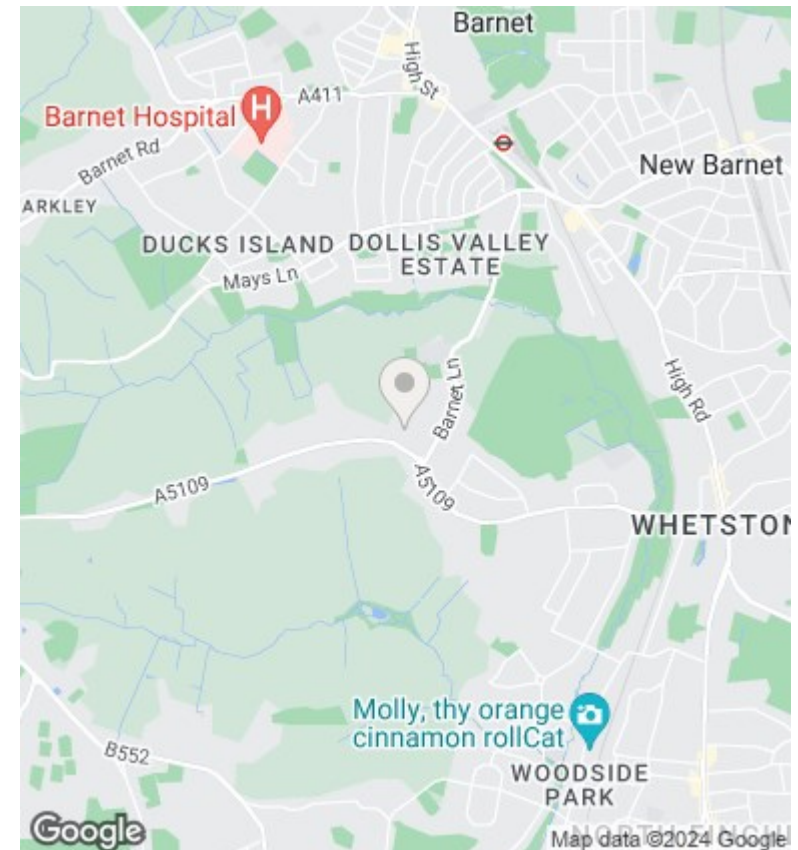 Barnet
High St
A411
Barnet Hospital
H
Barnet Rd
New Barnet
ARKLEY
DUCKS ISLAND
DOLLIS VALLEY
ESTATE
Mays Ln
High Rd
Barnet Ln
A5109
A5109
WHETSTON
Molly, thy orange
cinnamon rollCat
B552
WOODSIDE
PARK
NORTH FINCH
Google
Map data ©2024 Google